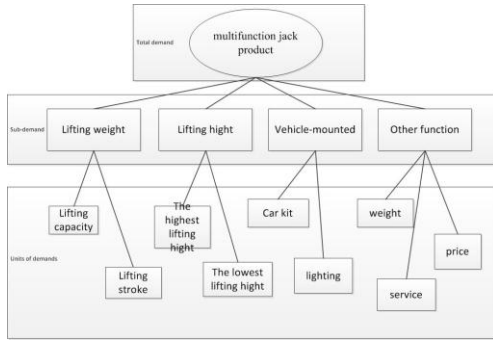 Total demand
multifunction jack
product
Sub-demand
Lifting weight
Lifting hight
Vehicle-mounted
Other function
Units of demands
Lifting
capacity
The highest
lifting
hight
Car kit
weight
Lifting
stroke
The lowest
lifting hight
lighting
service
price